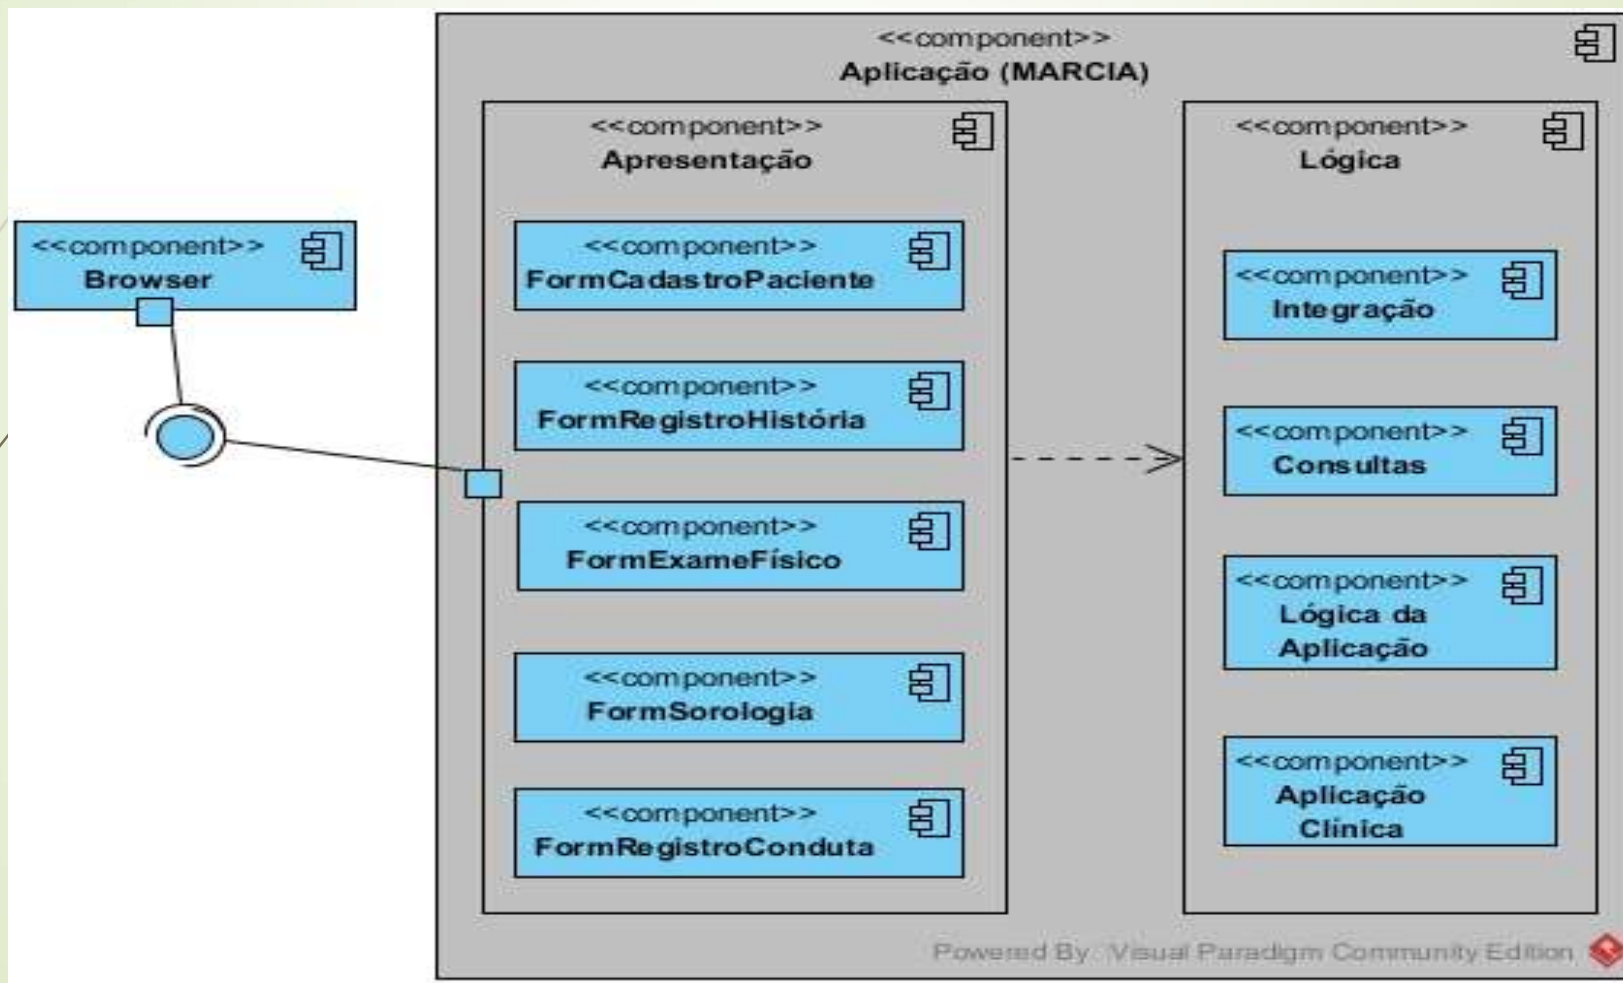 <<component>>
Aplicação (MARCIA)
<<component>>
Apresentação
<<component>>
FormCadastroPaciente
<<component>>
FormRegistroHistória
<<component>>
FormExameFísico
<<component>>
FormSorologia
<<component>>
FormRegistroConduta
<<component>>
Lógica
<<component>>
Integração
<<component>>
Consultas
<<component>>
Lógica da
Aplicação
<<component>>
Aplicação
Clínica
<<component>>
Browser
Powered By Visual Paradigm Community Edition